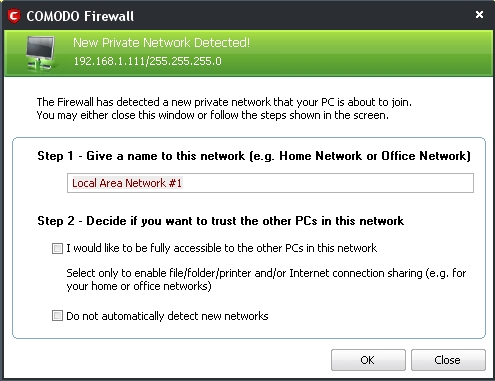 COMODO Firewall
New Private Network Detected!
192.168.1.111/255.255.255.0
The Firewall has detected a new private network that your PC is about to join.
You may either close this window or follow the steps shown in the screen.
Step 1 - Give a name to this network (e.g. Home Network or Office Network)
Local Area Network #1
Step 2 - Decide if you want to trust the other PCs in this network
I would like to be fully accessible to the other PCs in this network
Select only to enable file/folder/printer and/or Internet connection sharing (e.g. for
your home or office networks)
Do not automatically detect new networks
OK
Close